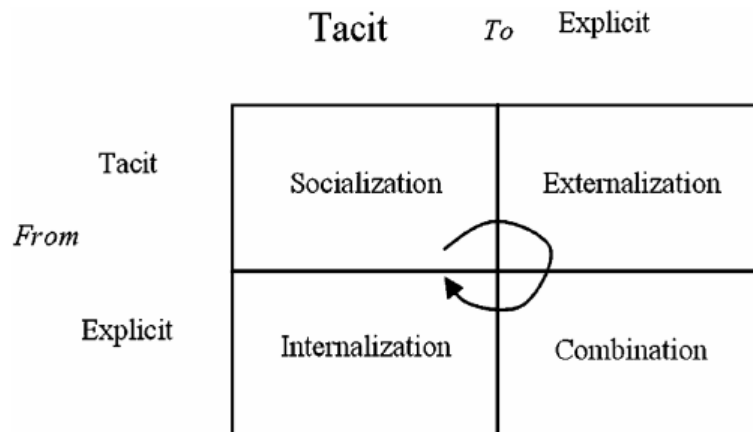 Tacit To Explicit
Tacit
Socialization Externalization
From
Explicit
Internalization Combination